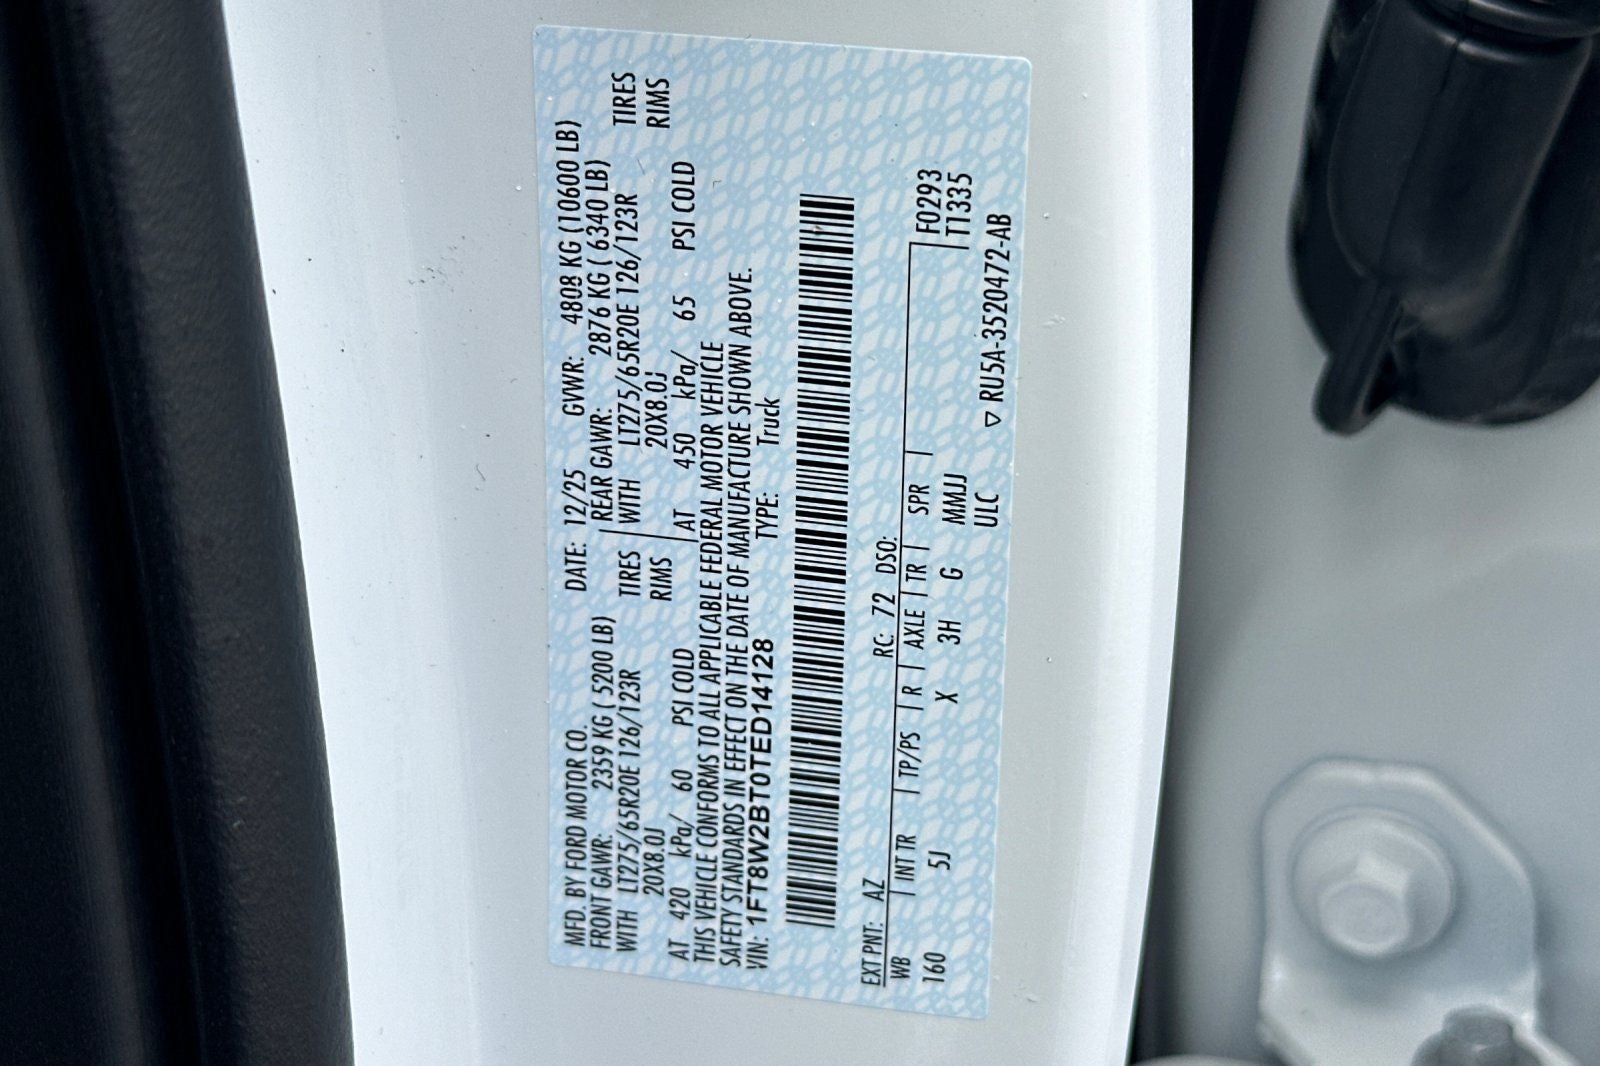 MFD. BY FORD MOTOR CO. DATE: 12/25 GVWR: 4808 KG (10600 LB)
FRONT GAWR: 2359 KG ( 5200 LB) REAR GAWR: 2876 KG ( 6340 LB)
WITH LT275/65R20E 126/123R TIRES WITH LT275/65R20E 126/123R TIRES
20X8.0J RIMS 20X8.0J RIMS
AT 420 kPa/ 60 PSI COLD AT 450 kPa/ 65 PSI COLD
THIS VEHICLE CONFORMS TO ALL APPLICABLE FEDERAL MOTOR VEHICLE
SAFETY STANDARDS IN EFFECT ON THE DATE OF MANUFACTURE SHOWN ABOVE.
VIN: 1FT8W2BT0TED14128 TYPE: Truck
EXT PNT: AZ RC: 72 DSO:
WB | INT TR | TP/PS | R | AXLE | TR | SPR | F0293
160 5J X 3H G MMJJ T1335
ULC ▽ RU5A-3520472-AB